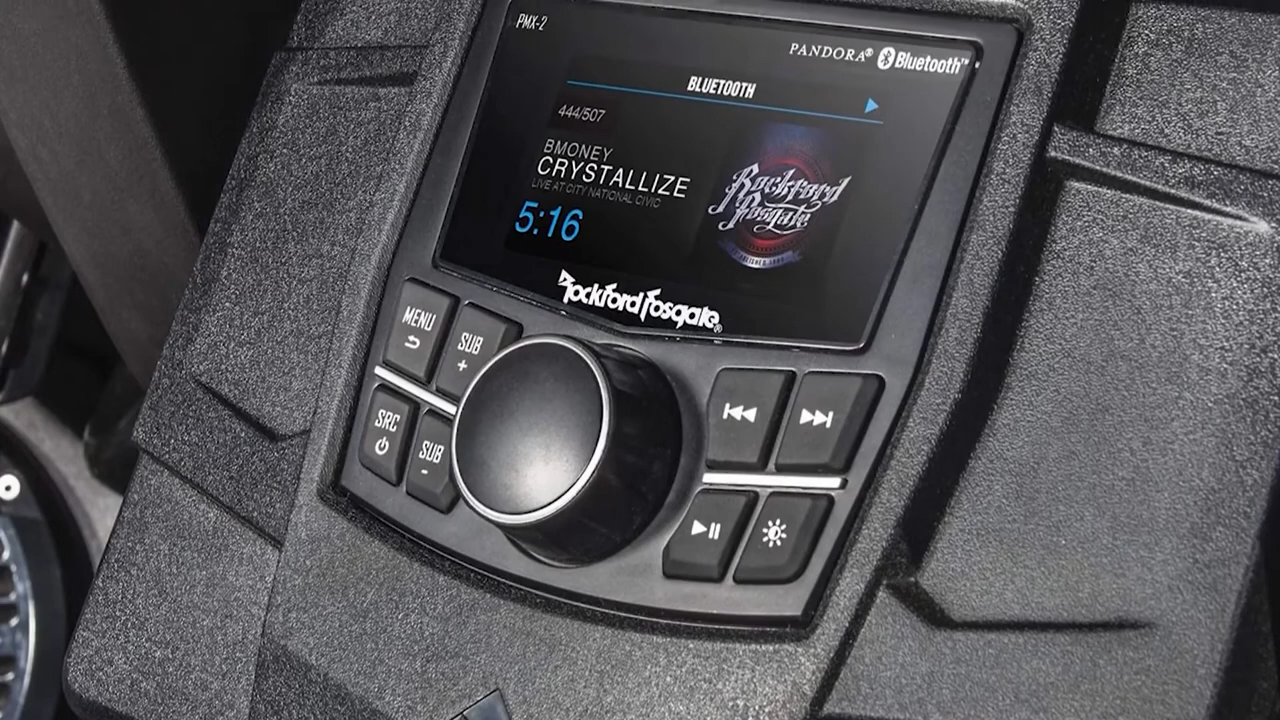 PMX-2
PANDORA® Bluetooth™
BLUETOOTH
444/507
BMONEY
CRYSTALLIZE
LIVE AT CITY NATIONAL CIVIC
5:16
Rockford
Fosgate
Rockford Fosgate®
MENU
SUB
+
SRC
SUB
-